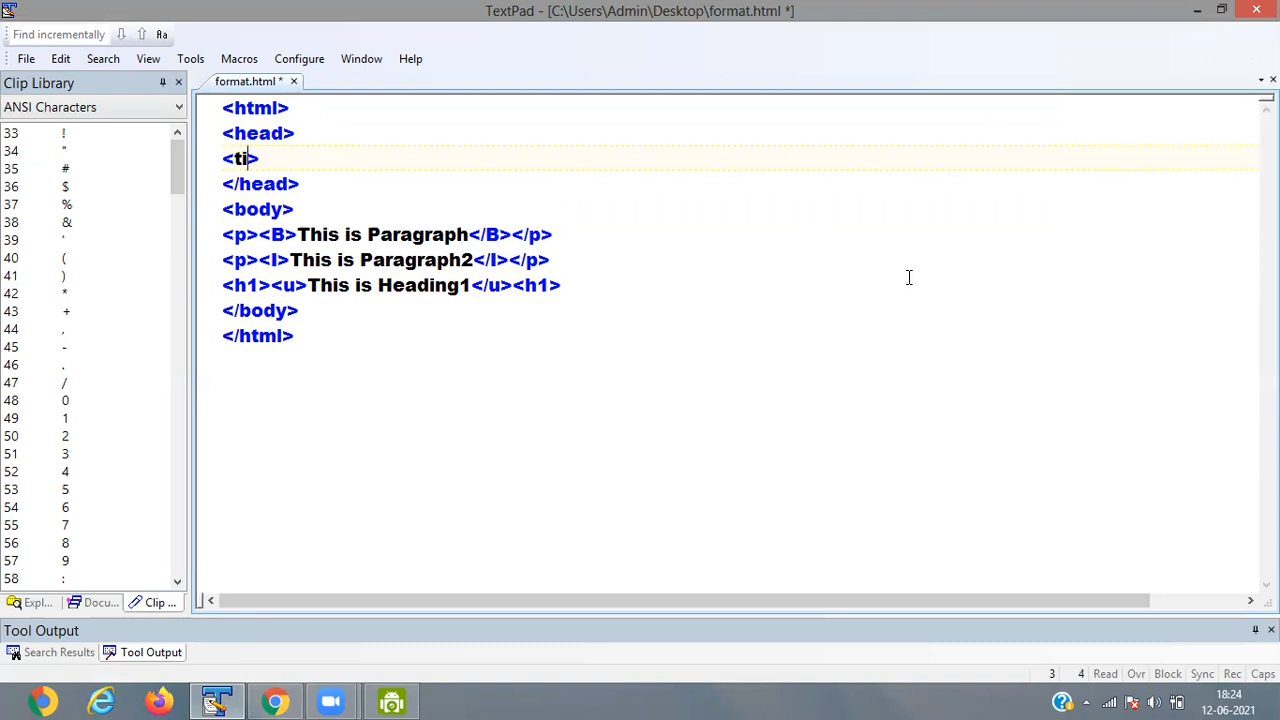 TextPad - [C:\Users\Admin\Desktop\format.html *]
Find incrementally Aa
File Edit Search View Tools Macros Configure Window Help
Clip Library
format.html *
ANSI Characters
33 !
34 "
35 #
36 $
37 %
38 &
39 '
40 (
41 )
42 *
43 +
44 ,
45 -
46 .
47 /
48 0
49 1
50 2
51 3
52 4
53 5
54 6
55 7
56 8
57 9
58 :
<html>
<head>
<ti>
</head>
<body>
<p><B>This is Paragraph</B></p>
<p><I>This is Paragraph2</I></p>
<h1><u>This is Heading1</u><h1>
</body>
</html>
Expl... Docu... Clip ...
Tool Output
Search Results Tool Output
3 4 Read Ovr Block Sync Rec Caps
18:24
12-06-2021